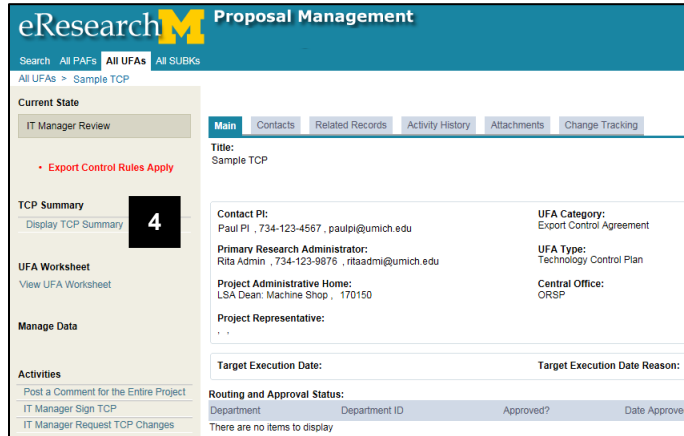 eResearch M Proposal Management
Search All PAFs All UFAs All SUBKs
All UFAs > Sample TCP
Current State
IT Manager Review
• Export Control Rules Apply
TCP Summary
Display TCP Summary
4
UFA Worksheet
View UFA Worksheet
Manage Data
Activities
Post a Comment for the Entire Project
IT Manager Sign TCP
IT Manager Request TCP Changes
Main Contacts Related Records Activity History Attachments Change Tracking
Title:
Sample TCP
Contact PI:
Paul PI , 734-123-4567 , paulpi@umich.edu
Primary Research Administrator:
Rita Admin , 734-123-9876 , ritaadmi@umich.edu
Project Administrative Home:
LSA Dean: Machine Shop , 170150
Project Representative:
, ,
UFA Category:
Export Control Agreement
UFA Type:
Technology Control Plan
Central Office:
ORSP
Target Execution Date: Target Execution Date Reason:
Routing and Approval Status:
Department Department ID Approved? Date Approve
There are no items to display